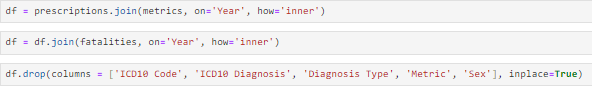 df = prescriptions.join(metrics, on='Year', how='inner')
df = df.join(fatalities, on='Year', how='inner')
df.drop(columns = ['ICD10 Code', 'ICD10 Diagnosis', 'Diagnosis Type', 'Metric', 'Sex'], inplace=True)